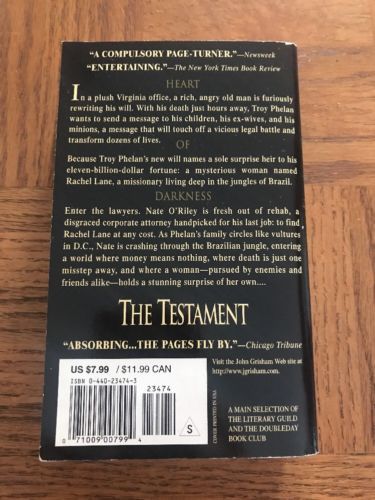 "A COMPULSORY PAGE-TURNER."—Newsweek
"ENTERTAINING."—The New York Times Book Review
HEART
In a plush Virginia office, a rich, angry old man is furiously
rewriting his will. With his death just hours away, Troy Phelan
wants to send a message to his children, his ex-wives, and his
minions, a message that will touch off a vicious legal battle and
transform dozens of lives.
OF
Because Troy Phelan's new will names a sole surprise heir to his
eleven-billion-dollar fortune: a mysterious woman named
Rachel Lane, a missionary living deep in the jungles of Brazil.
DARKNESS
Enter the lawyers. Nate O'Riley is fresh out of rehab, a
disgraced corporate attorney handpicked for his last job: to find
Rachel Lane at any cost. As Phelan's family circles like vultures
in D.C., Nate is crashing through the Brazilian jungle, entering
a world where money means nothing, where death is just one
misstep away, and where a woman—pursued by enemies and
friends alike—holds a stunning surprise of her own....
THE TESTAMENT
"ABSORBING...THE PAGES FLY BY."—Chicago Tribune
US $7.99 / $11.99 CAN
ISBN 0-440-23474-3
23474
0 71009 00799 4
S
COVER PRINTED IN USA
Visit the John Grisham Web site at
http://www.jgrisham.com.
A MAIN SELECTION OF
THE LITERARY GUILD
AND THE DOUBLEDAY
BOOK CLUB